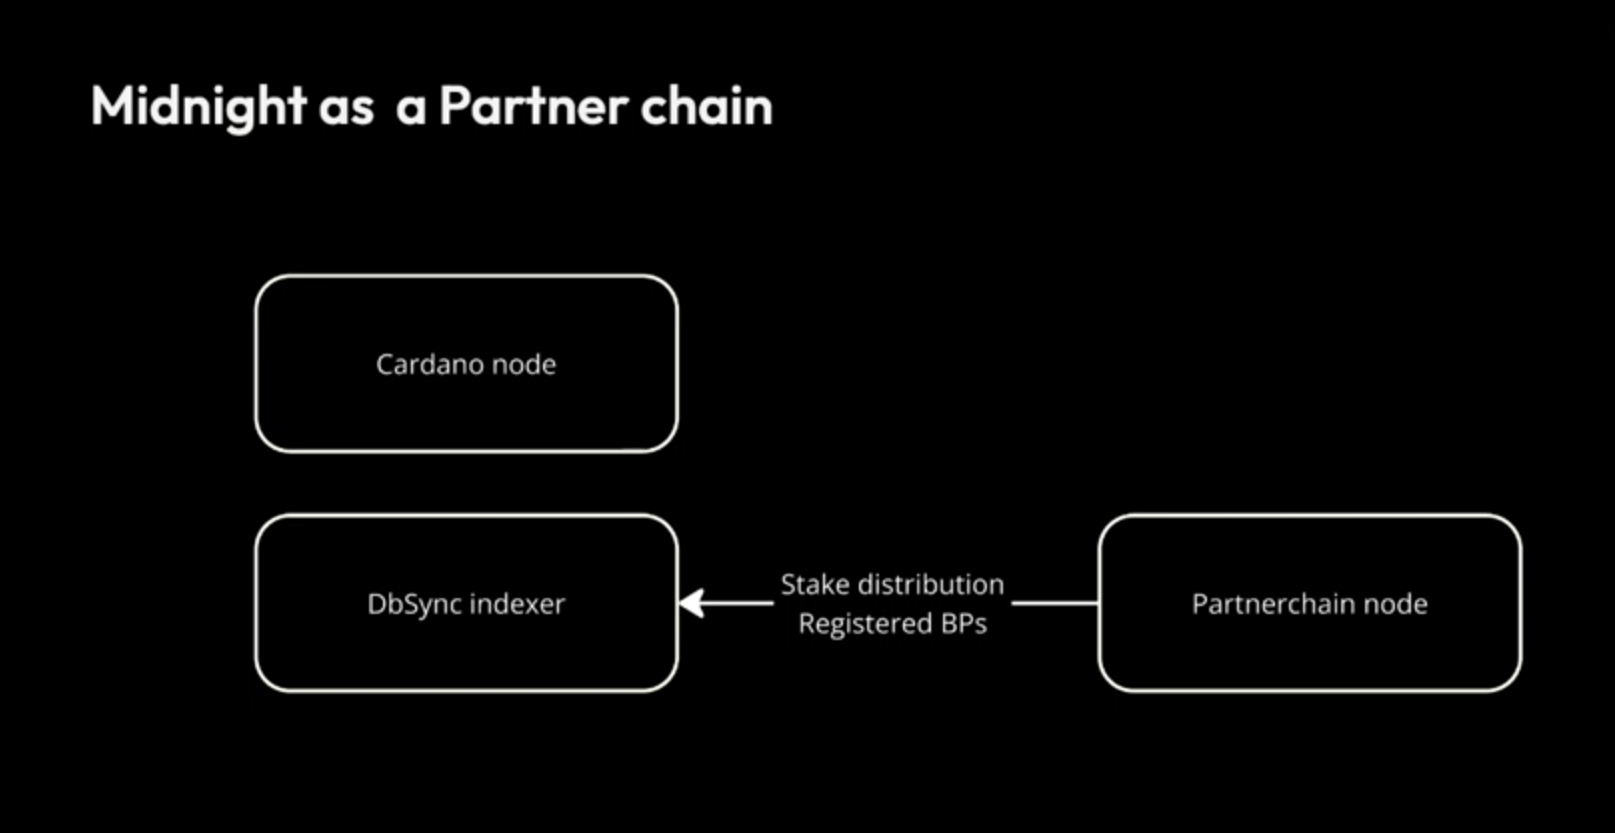 Midnight as a Partner chain
Cardano node
DbSync indexer
Stake distribution
Registered BPs
Partnerchain node